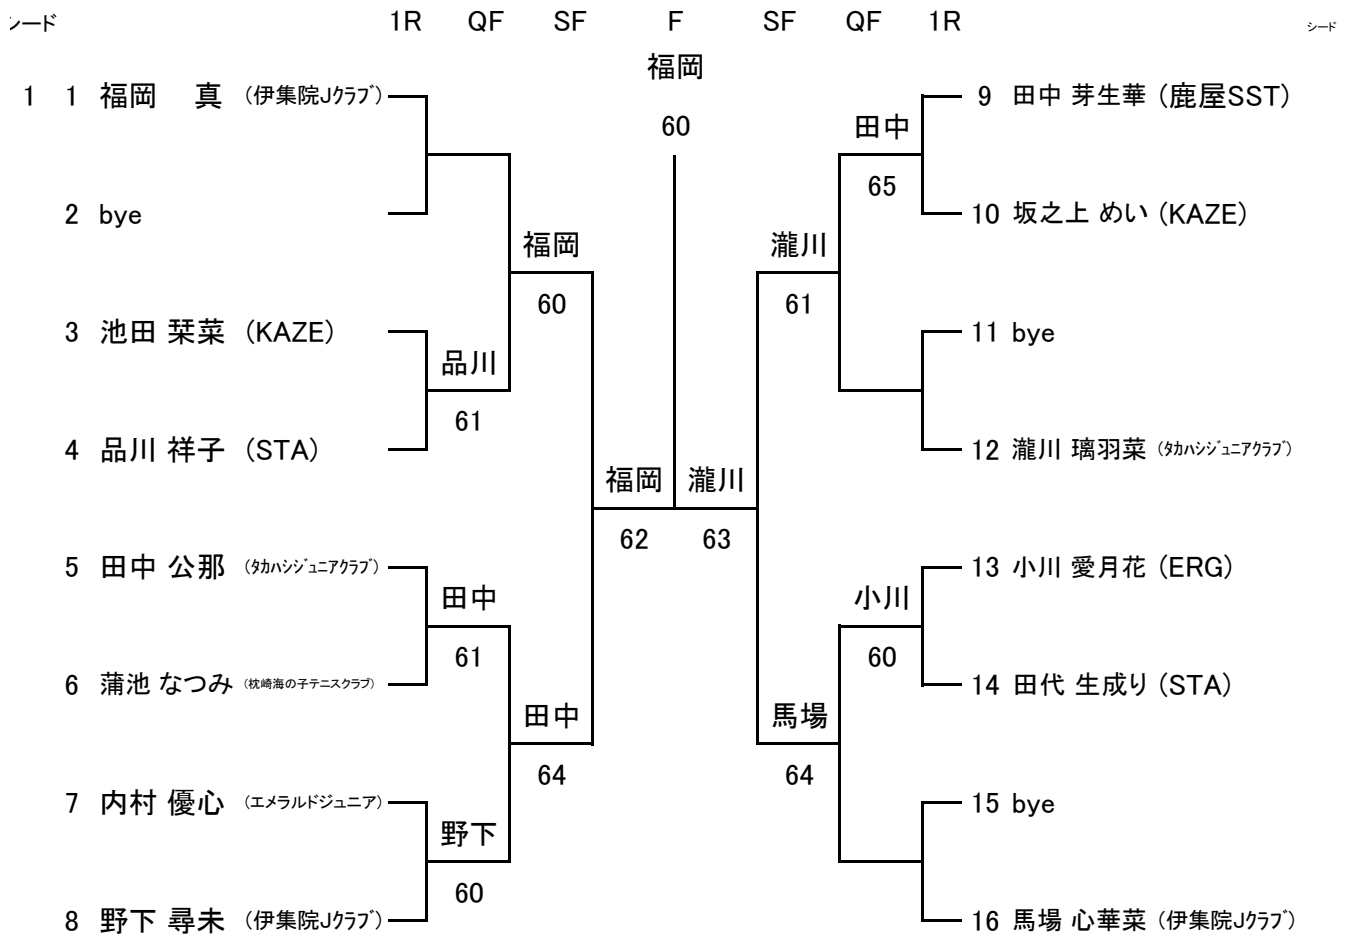 シード 1R QF SF F SF QF 1R シード
福岡
1 1 福岡 真 (伊集院Jクラブ) 9 田中 芽生華 (鹿屋SST)
60 田中
65
2 bye 10 坂之上 めい (KAZE)
福岡 瀧川
60 61
3 池田 栞菜 (KAZE) 11 bye
品川
61
4 品川 祥子 (STA) 12 瀧川 璃羽菜 (タカハシジュニアクラブ)
福岡 瀧川
62 63
5 田中 公那 (タカハシジュニアクラブ) 13 小川 愛月花 (ERG)
田中 小川
61 60
6 蒲池 なつみ (枕崎海の子テニスクラブ) 14 田代 生成り (STA)
田中 馬場
64 64
7 内村 優心 (エメラルドジュニア) 15 bye
野下
60
8 野下 尋未 (伊集院Jクラブ) 16 馬場 心華菜 (伊集院Jクラブ)